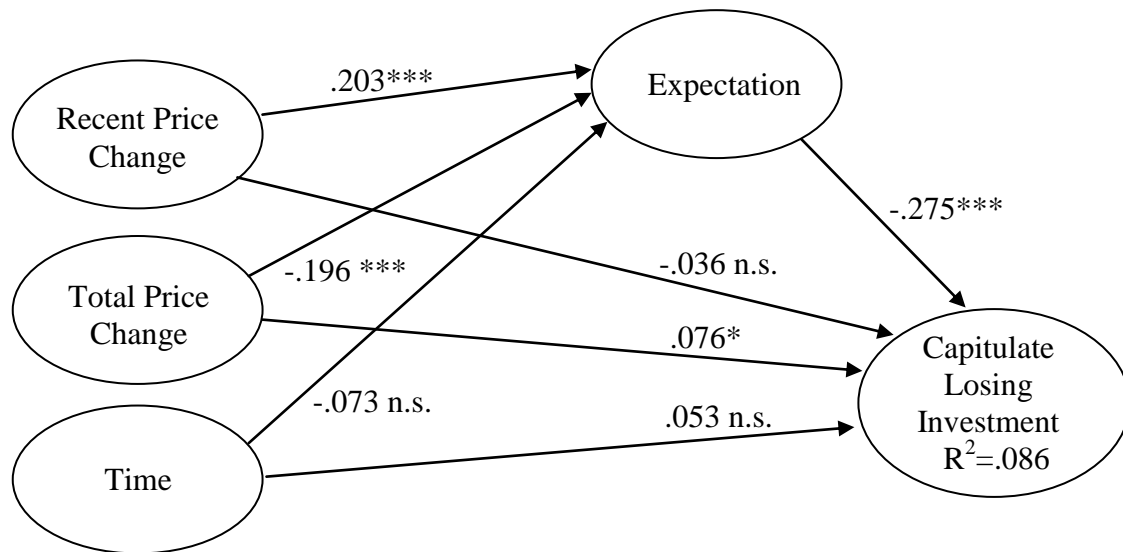 .203***
Expectation
Recent Price
Change
-.275***
-.196 ***
-.036 n.s.
Total Price
Change
.076*
Capitulate
Losing
Investment
R²=.086
-.073 n.s.
.053 n.s.
Time